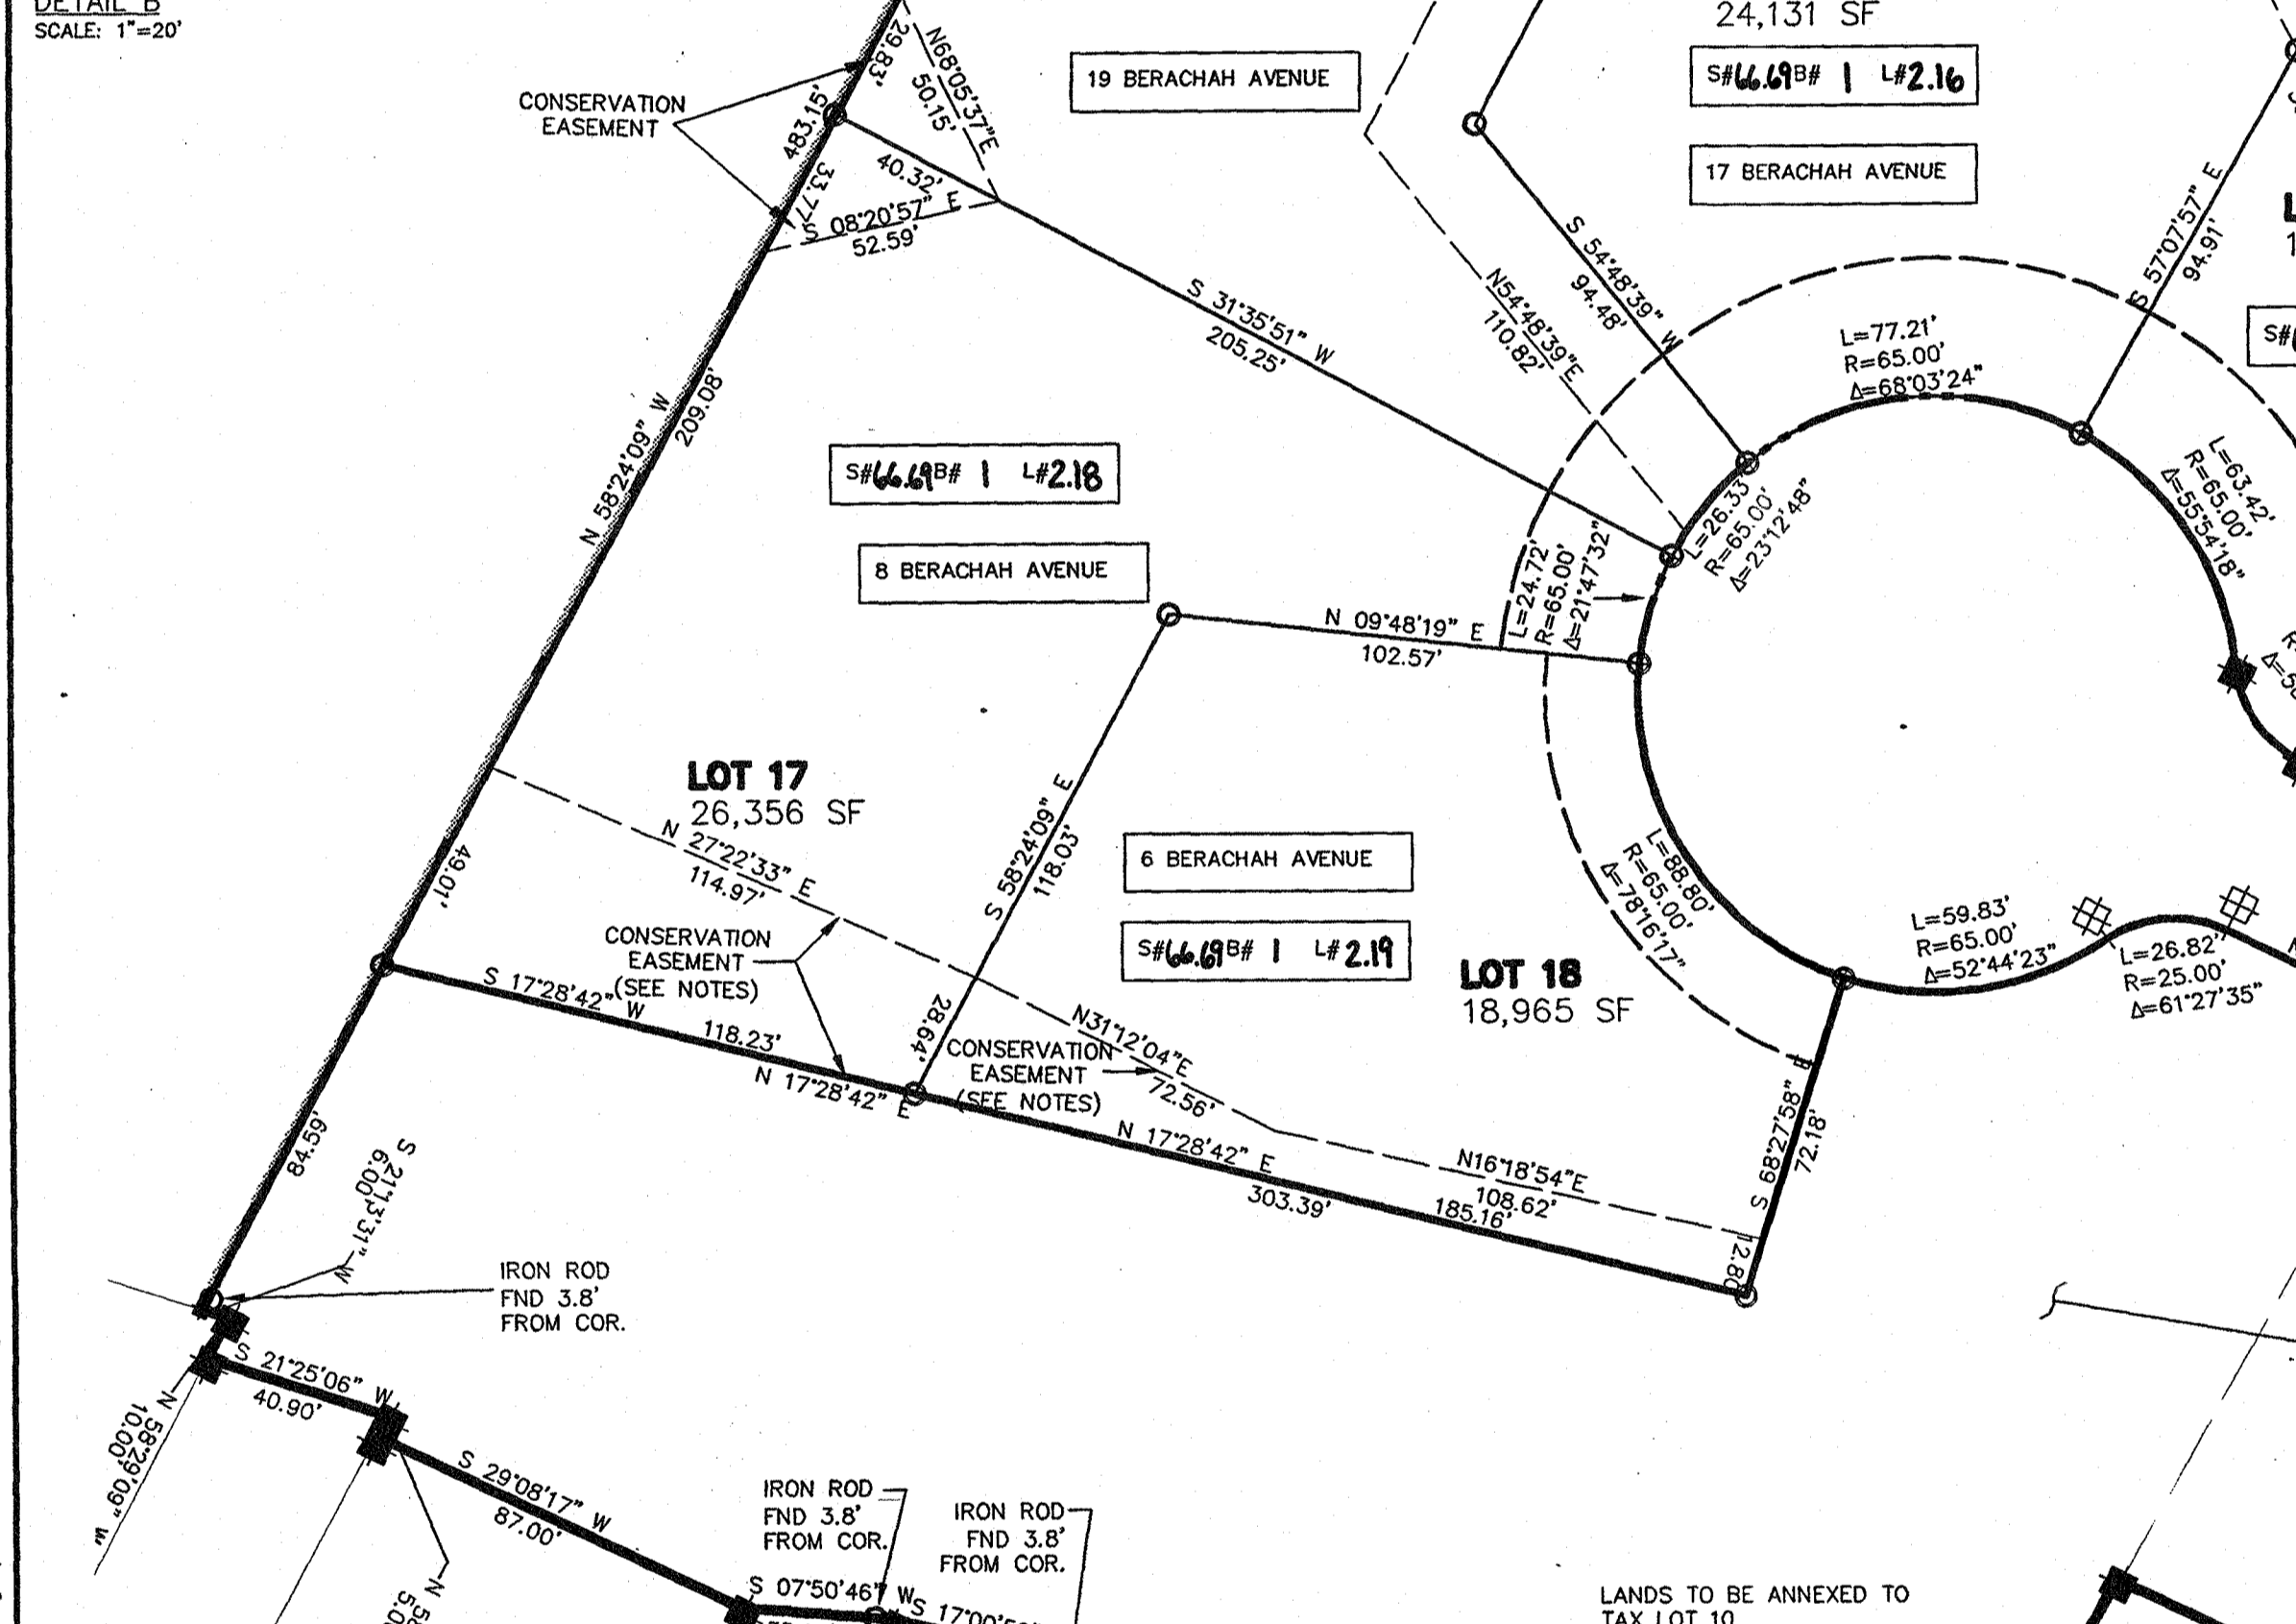 DETAIL B
SCALE: 1"=20'
24,131 SF
S#66.69 B# 1 L#2.16
17 BERACHAH AVENUE
19 BERACHAH AVENUE
CONSERVATION
EASEMENT
29.83'
N68°05'37"E
50.15'
483.15'
33.77'
40.32'
S 08°20'57" E
52.59'
S 31°35'51" W
205.25'
S 54°48'39" W
94.48'
N54°48'39"E
110.82'
S 57°07'57" E
94.91'
L=77.21'
R=65.00'
Δ=68°03'24"
L=63.42'
R=65.00'
Δ=55°54'18"
L=26.33'
R=65.00'
Δ=23°12'48"
L=24.72'
R=65.00'
Δ=21°47'32"
N 58°24'09" W
209.08'
S#66.69 B# 1 L#2.18
8 BERACHAH AVENUE
N 09°48'19" E
102.57'
LOT 17
26,356 SF
N 27°22'33" E
114.97'
49.01'
S 58°24'09" E
118.03'
28.64'
6 BERACHAH AVENUE
S#66.69 B# 1 L#2.19
LOT 18
18,965 SF
L=88.80'
R=65.00'
Δ=78°16'17"
L=59.83'
R=65.00'
Δ=52°44'23"
L=26.82'
R=25.00'
Δ=61°27'35"
CONSERVATION
EASEMENT
(SEE NOTES)
S 17°28'42" W
118.23'
N 17°28'42" E
CONSERVATION
EASEMENT
(SEE NOTES)
N31°12'04"E
72.56'
N 17°28'42" E
303.39'
N16°18'54"E
108.62'
185.16'
S 68°27'58" E
72.18'
12.80
84.59'
S 21°13'31" W
6.00'
IRON ROD
FND 3.8'
FROM COR.
S 21°25'06" W
40.90'
N 58°29'09" W
10.00'
S 29°08'17" W
87.00'
IRON ROD
FND 3.8'
FROM COR.
IRON ROD
FND 3.8'
FROM COR.
S 07°50'46" W
LANDS TO BE ANNEXED TO
TAX LOT 10